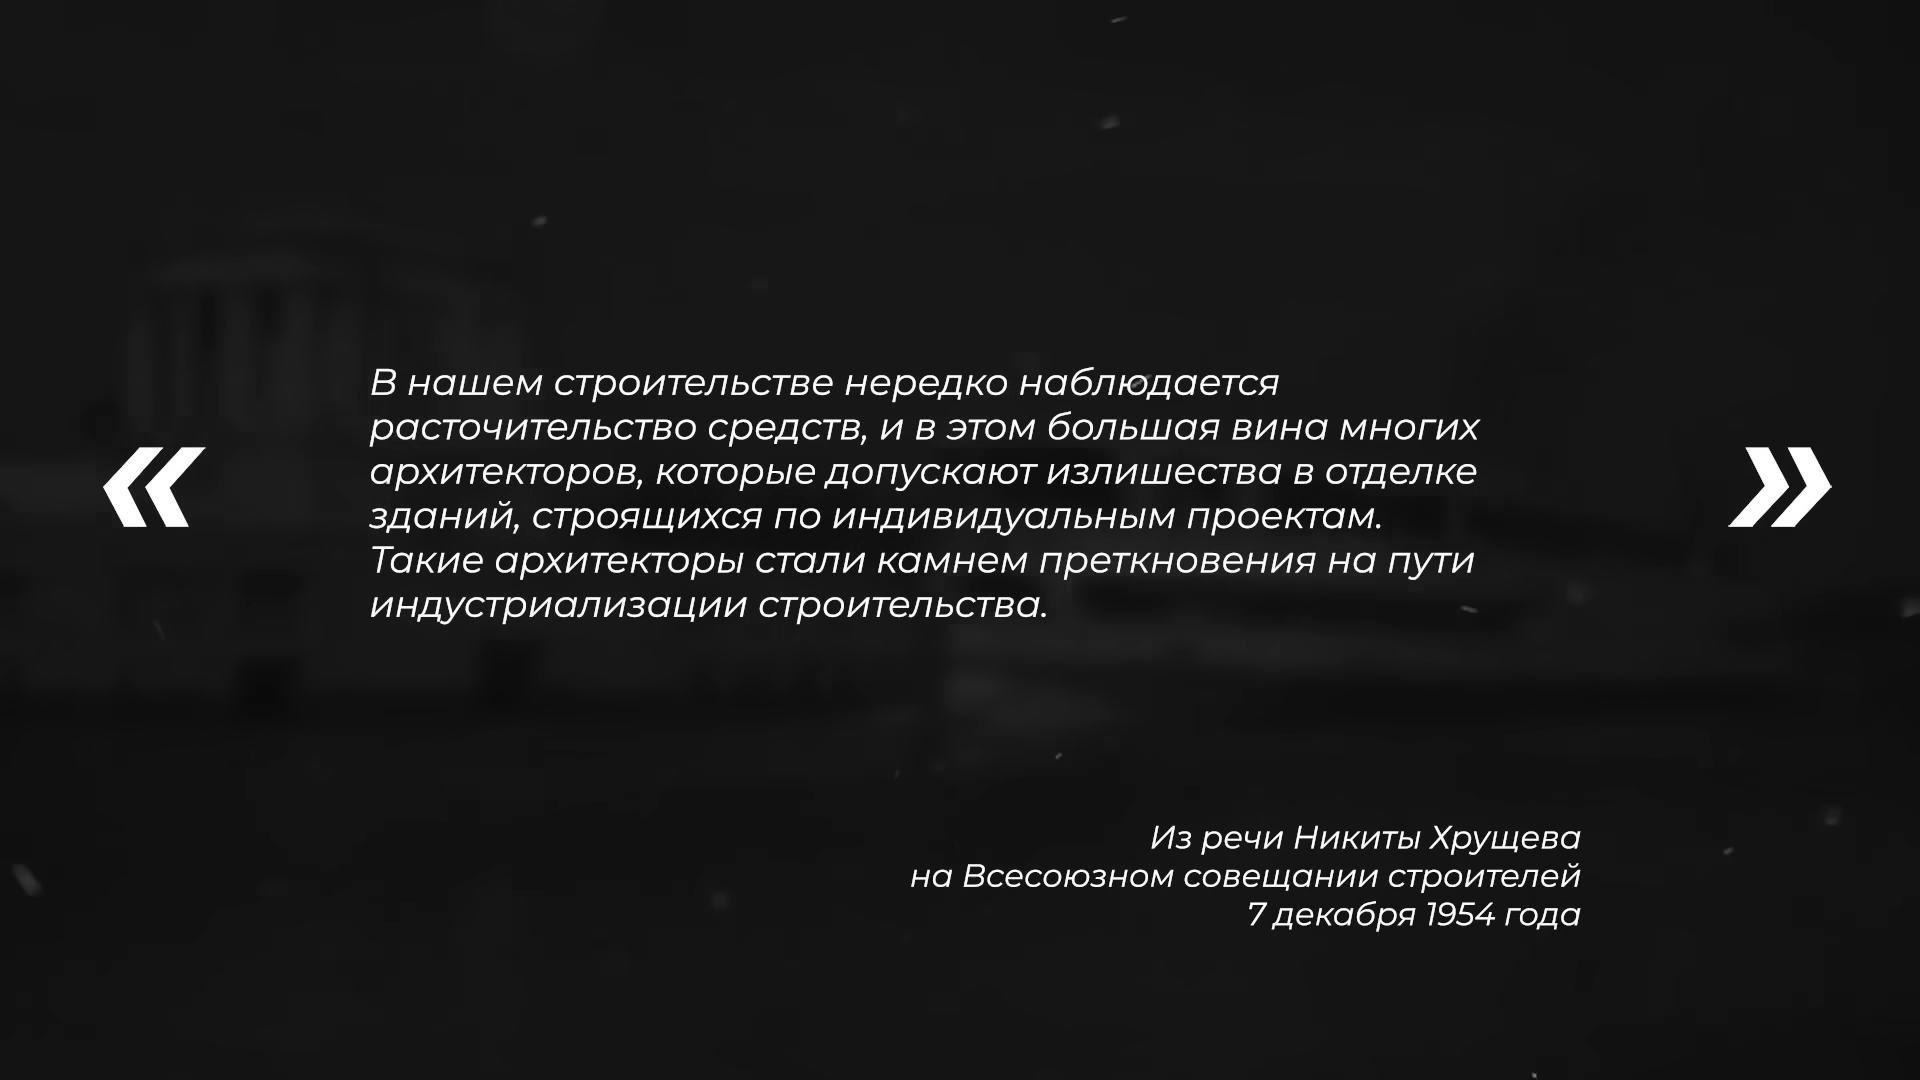 «
В нашем строительстве нередко наблюдается
расточительство средств, и в этом большая вина многих
архитекторов, которые допускают излишества в отделке
зданий, строящихся по индивидуальным проектам.
Такие архитекторы стали камнем преткновения на пути
индустриализации строительства.
»
Из речи Никиты Хрущева
на Всесоюзном совещании строителей
7 декабря 1954 года